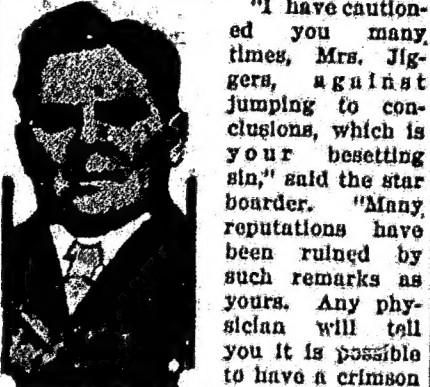 "I have caution-
ed you many
times, Mrs. Jig-
gers, against
jumping to con-
clusions, which is
your besetting
sin," said the star
boarder. "Many
reputations have
been ruined by
such remarks as
yours. Any phy-
sician will tell
you it is possible
to have a crimson